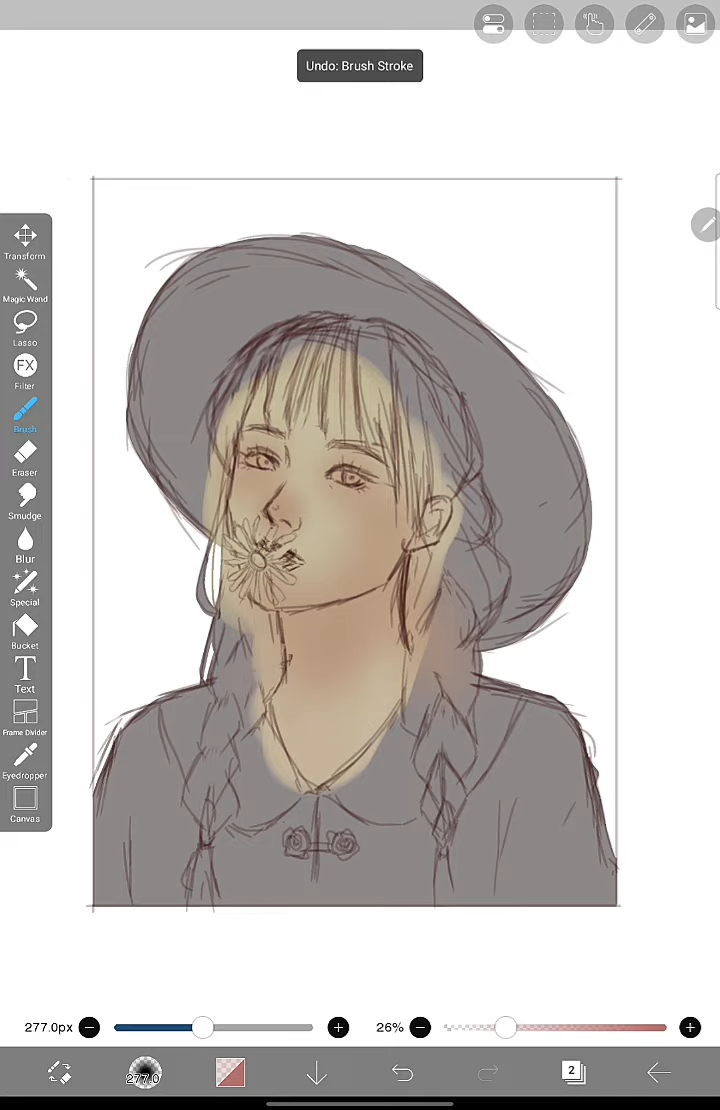 Undo: Brush Stroke
Transform
Magic Wand
Lasso
FX
Filter
Brush
Eraser
Smudge
Blur
Special
Bucket
T
Text
Frame Divider
Eyedropper
Canvas
277.0px
26%
277.0
2